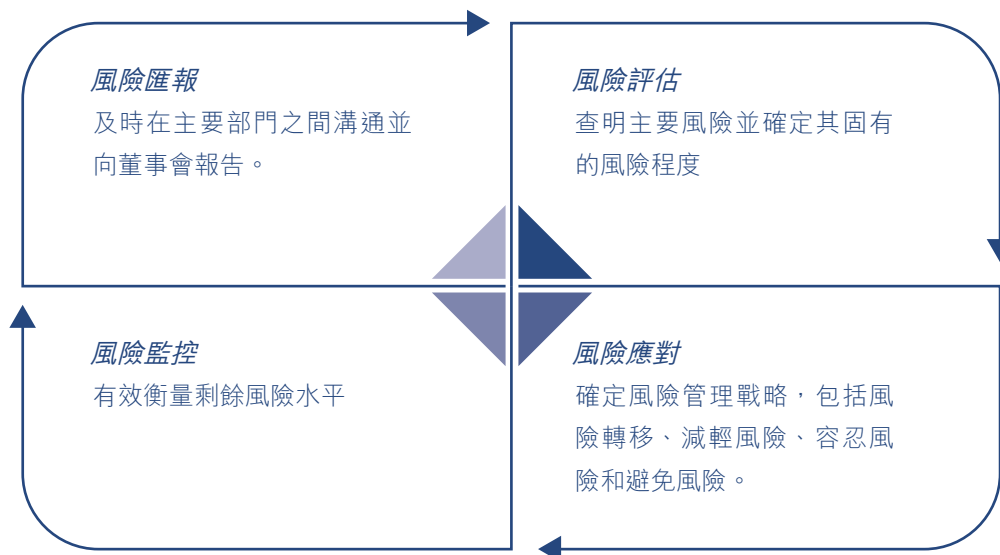 風險匯報
及時在主要部門之間溝通並
向董事會報告。
風險評估
查明主要風險並確定其固有
的風險程度
風險監控
有效衡量剩餘風險水平
風險應對
確定風險管理戰略，包括風
險轉移、減輕風險、容忍風
險和避免風險。